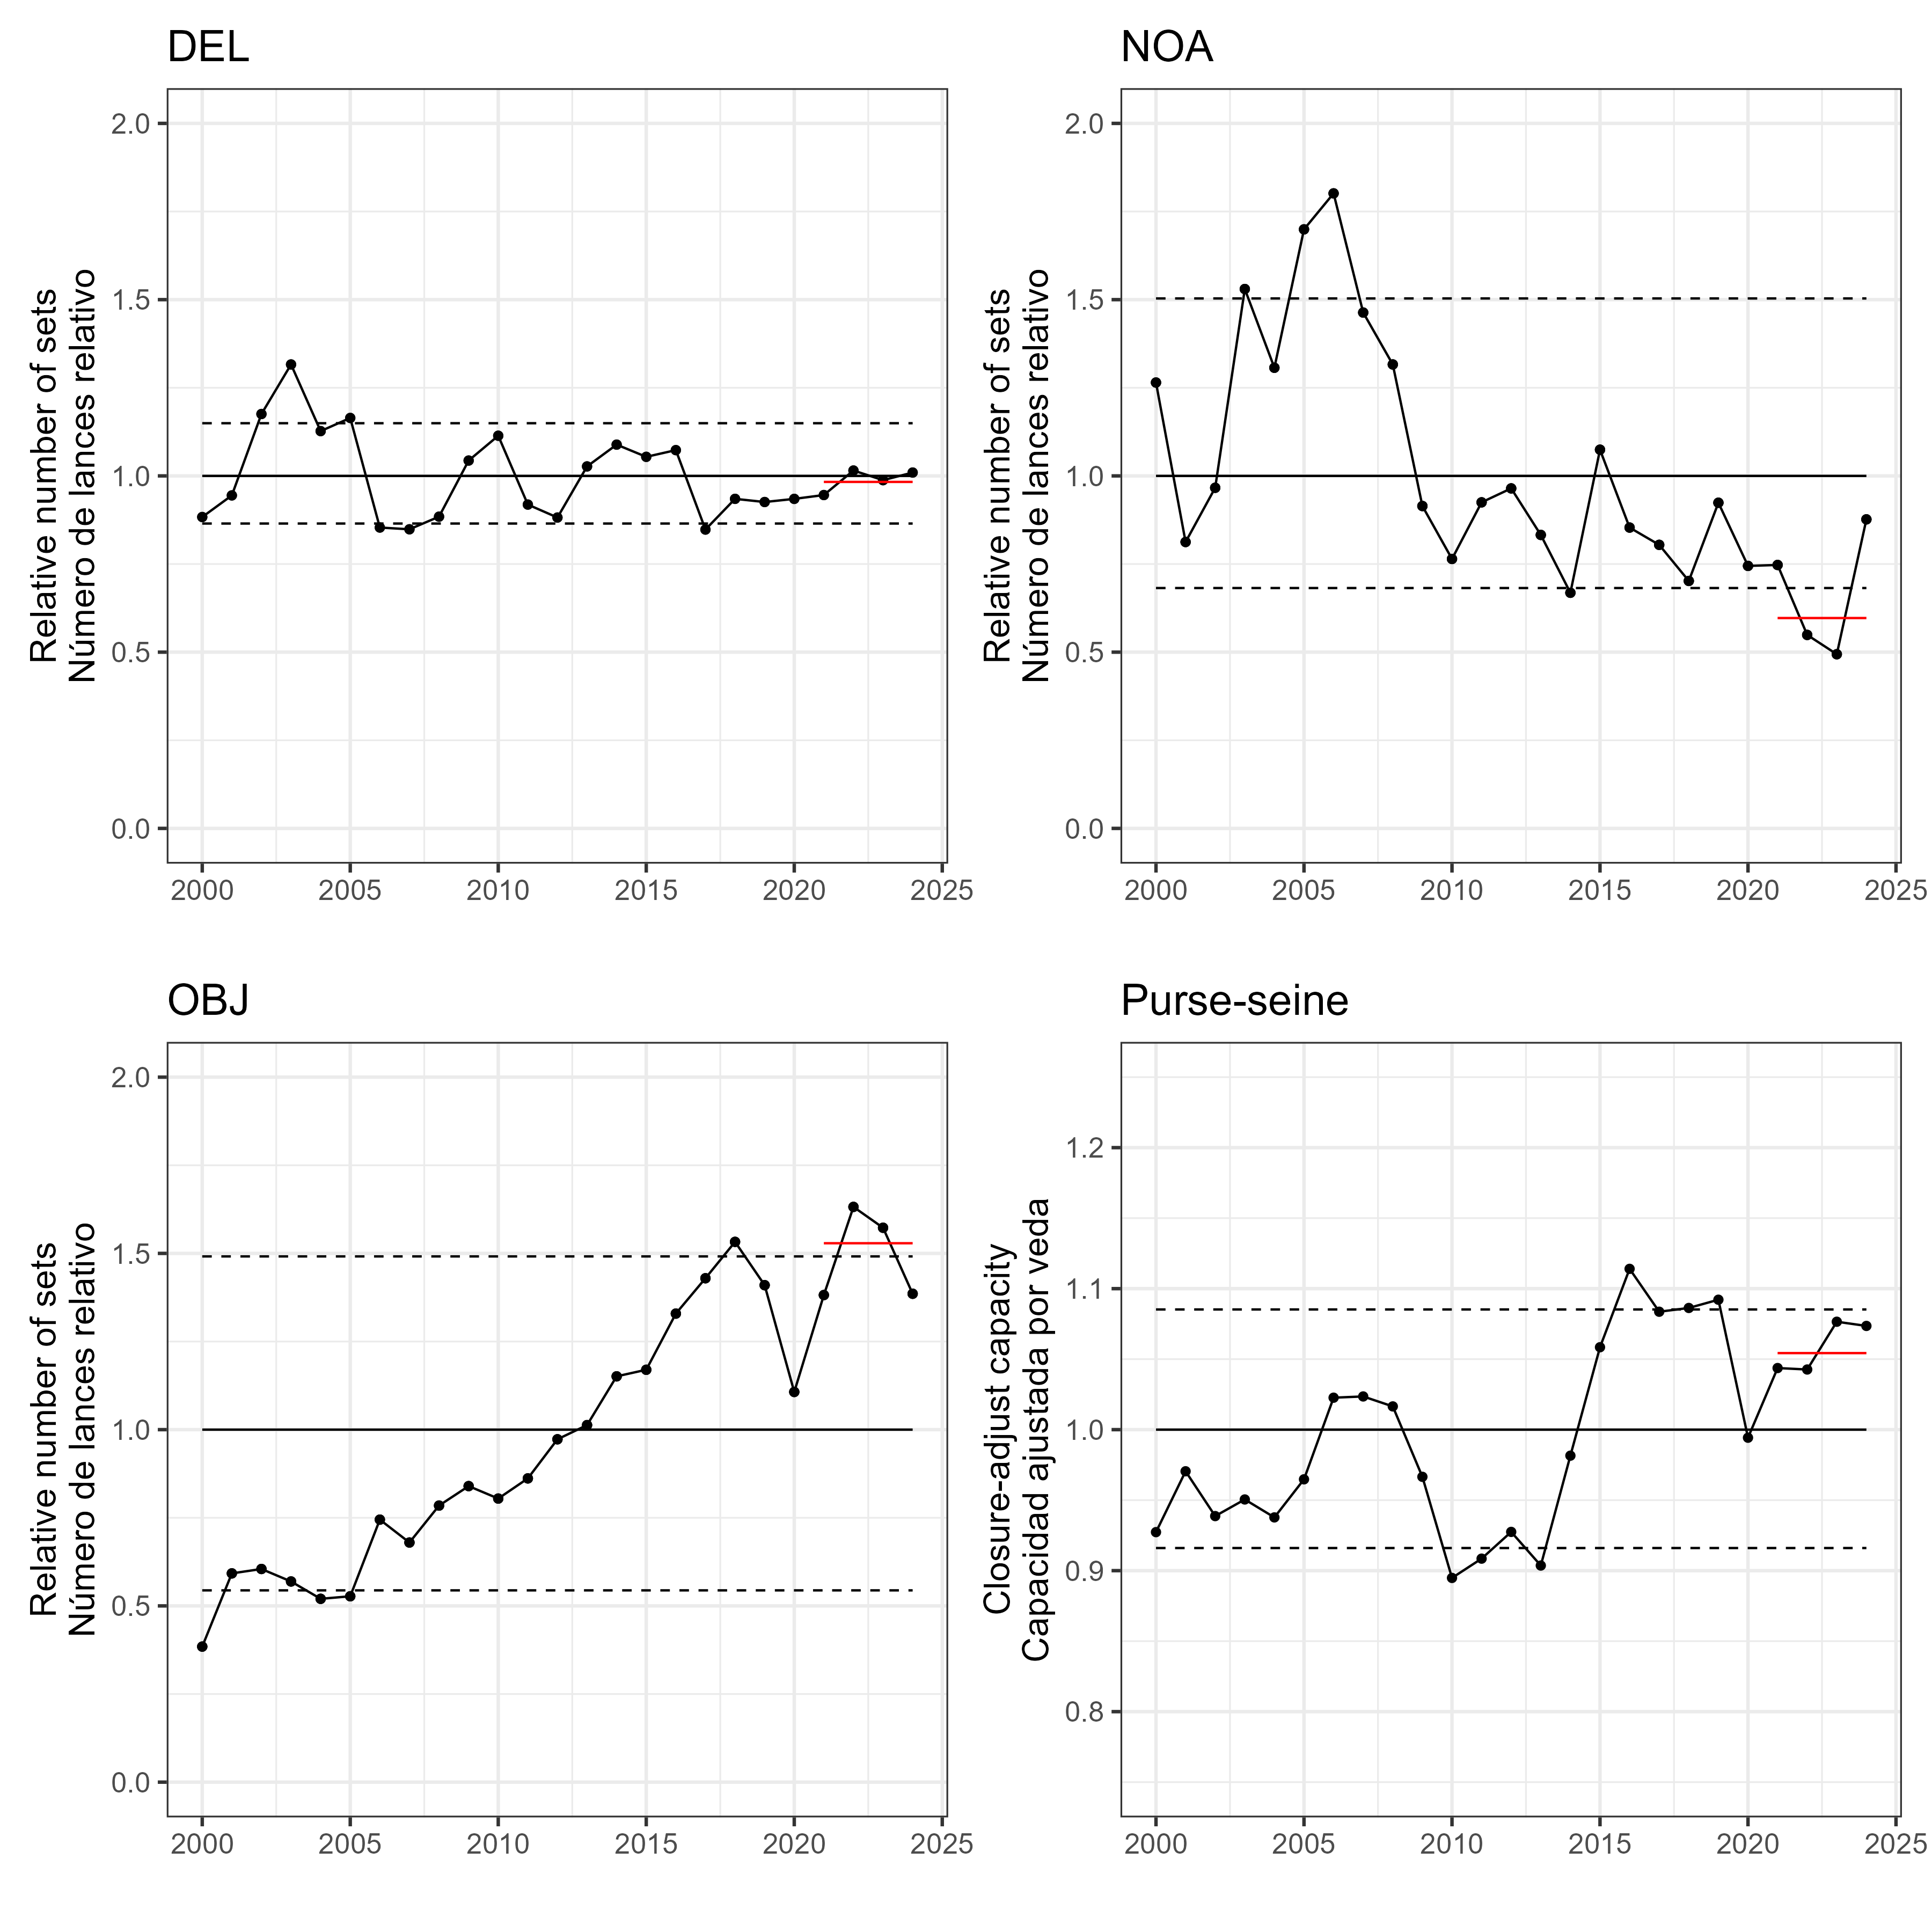 DEL
Relative number of sets
Número de lances relativo
2.0
1.5
1.0
0.5
0.0
2000 2005 2010 2015 2020 2025
NOA
Relative number of sets
Número de lances relativo
2.0
1.5
1.0
0.5
0.0
2000 2005 2010 2015 2020 2025
OBJ
Relative number of sets
Número de lances relativo
2.0
1.5
1.0
0.5
0.0
2000 2005 2010 2015 2020 2025
Purse-seine
Closure-adjust capacity
Capacidad ajustada por veda
1.2
1.1
1.0
0.9
0.8
2000 2005 2010 2015 2020 2025